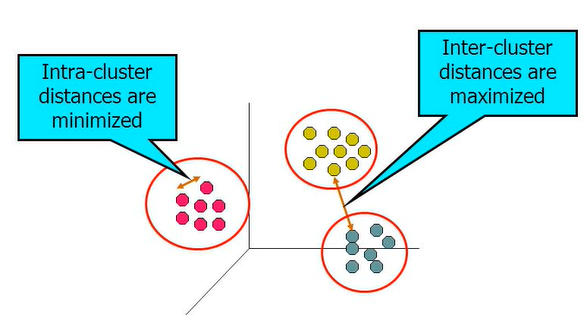 Intra-cluster
distances are
minimized
Inter-cluster
distances are
maximized